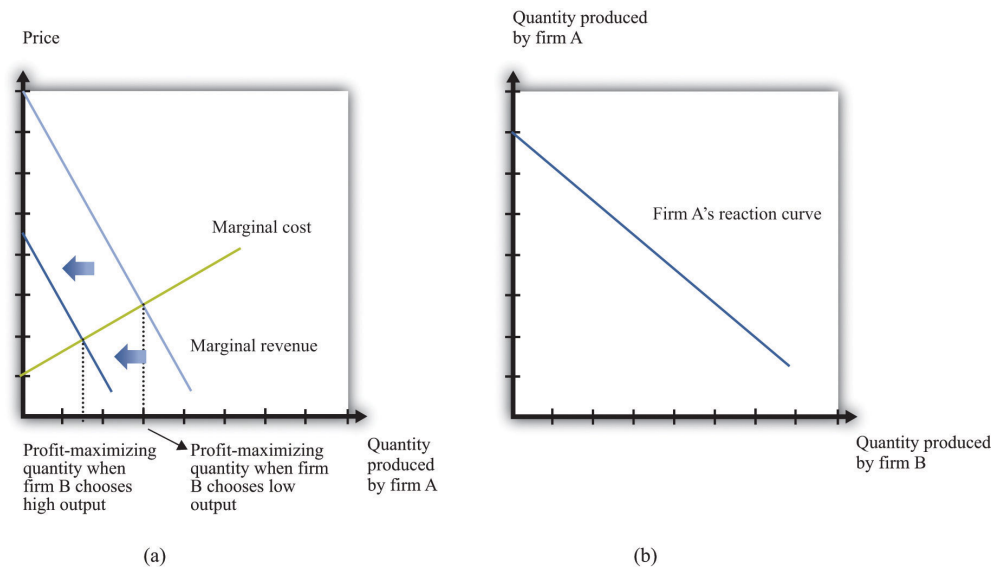 Price
Marginal cost
Marginal revenue
Profit-maximizing
quantity when
firm B chooses
high output
Profit-maximizing
quantity when firm
B chooses low
output
Quantity
produced
by firm A
(a)
Quantity produced
by firm A
Firm A's reaction curve
Quantity produced
by firm B
(b)